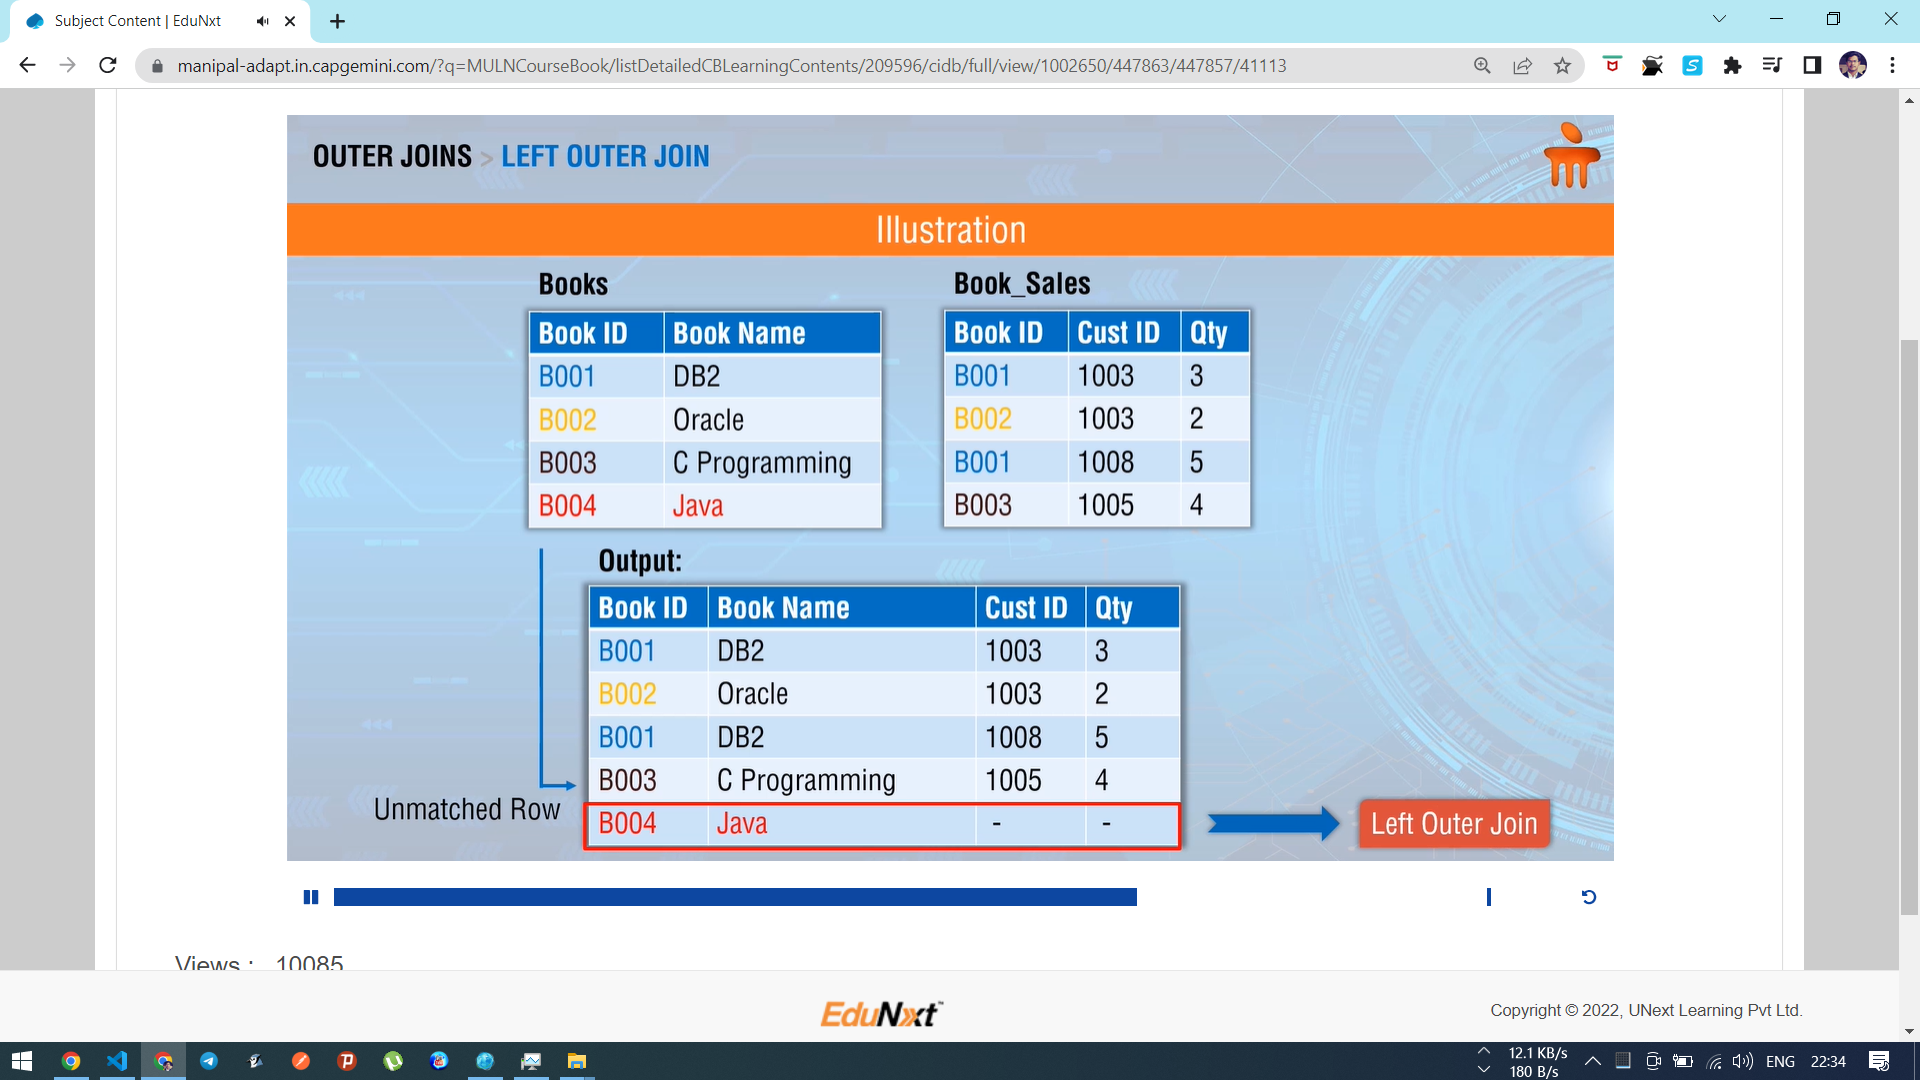 Subject Content | EduNxt
manipal-adapt.in.capgemini.com/?q=MULNCourseBook/listDetailedCBLearningContents/209596/cidb/full/view/1002650/447863/447857/41113
OUTER JOINS > LEFT OUTER JOIN
Illustration
Books
Book ID Book Name
B001 DB2
B002 Oracle
B003 C Programming
B004 Java
Book_Sales
Book ID Cust ID Qty
B001 1003 3
B002 1003 2
B001 1008 5
B003 1005 4
Output:
Book ID Book Name Cust ID Qty
B001 DB2 1003 3
B002 Oracle 1003 2
B001 DB2 1008 5
B003 C Programming 1005 4
Unmatched Row
B004 Java - -
Left Outer Join
Views : 10085
EduNxt
Copyright © 2022, UNext Learning Pvt Ltd.
12.1 KB/s
180 B/s
ENG 22:34